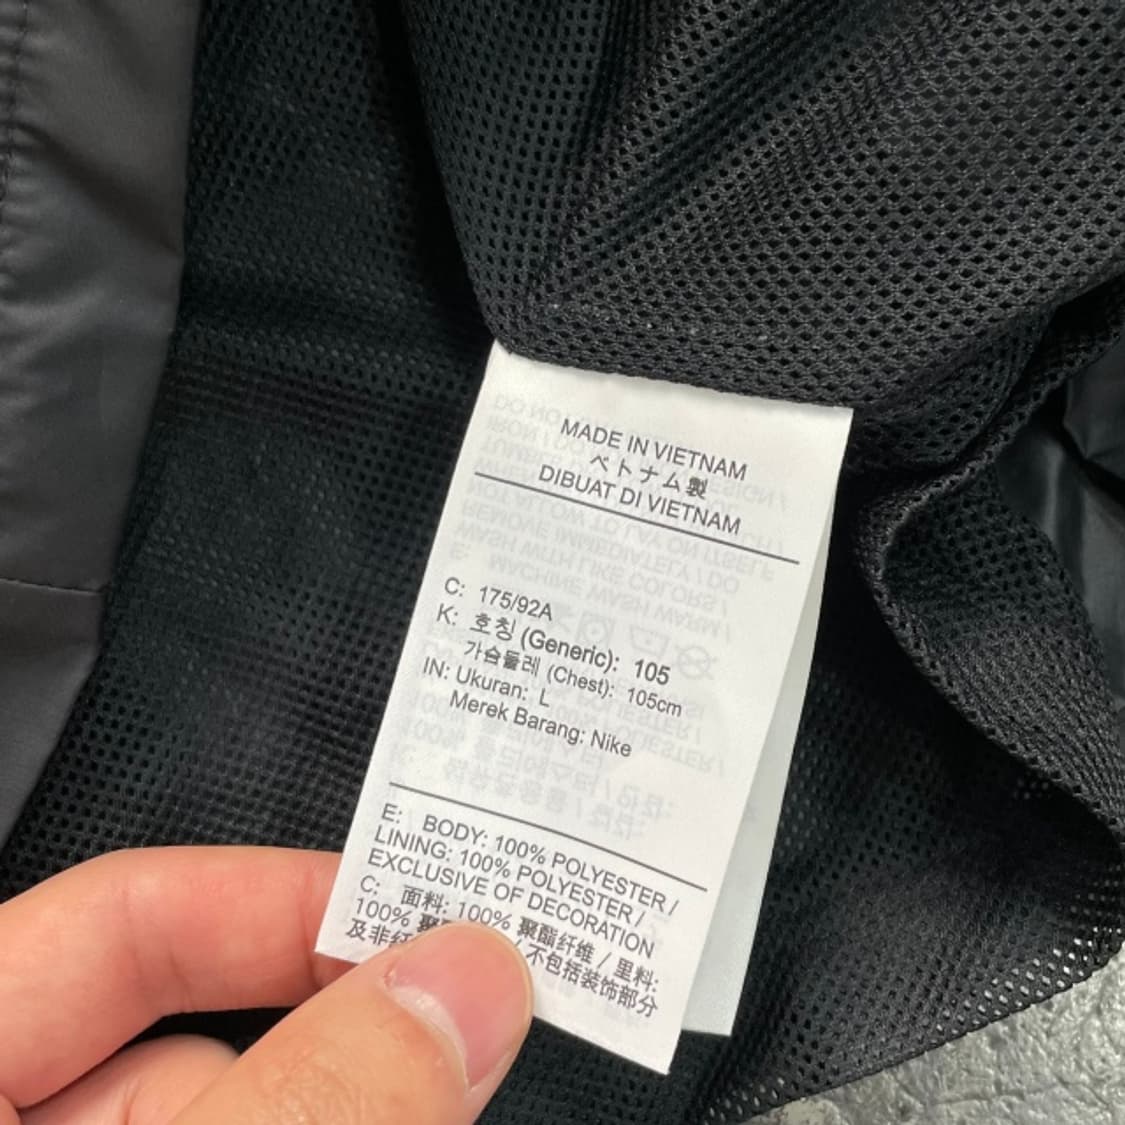 MADE IN VIETNAM
ベトナム製
DIBUAT DI VIETNAM
C: 175/92A
K: 호칭 (Generic): 105
가슴둘레 (Chest): 105cm
IN: Ukuran: L
Merek Barang: Nike
E: BODY: 100% POLYESTER /
LINING: 100% POLYESTER /
EXCLUSIVE OF DECORATION
C: 面料: 100% 聚酯纤维 / 里料:
100% 聚
及非 / 不包括装饰部分